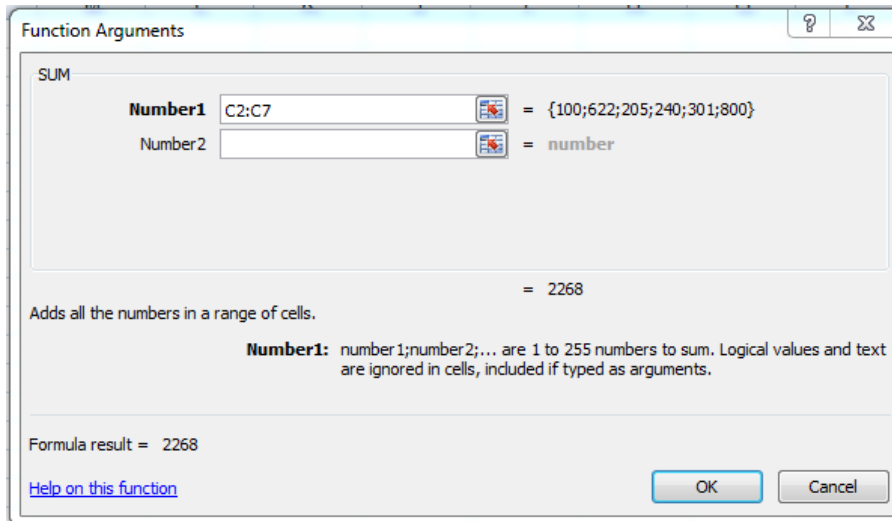 Function Arguments
SUM
Number1 C2:C7 = {100;622;205;240;301;800}
Number2 = number
= 2268
Adds all the numbers in a range of cells.
Number1: number1;number2;... are 1 to 255 numbers to sum. Logical values and text
are ignored in cells, included if typed as arguments.
Formula result = 2268
Help on this function
OK Cancel